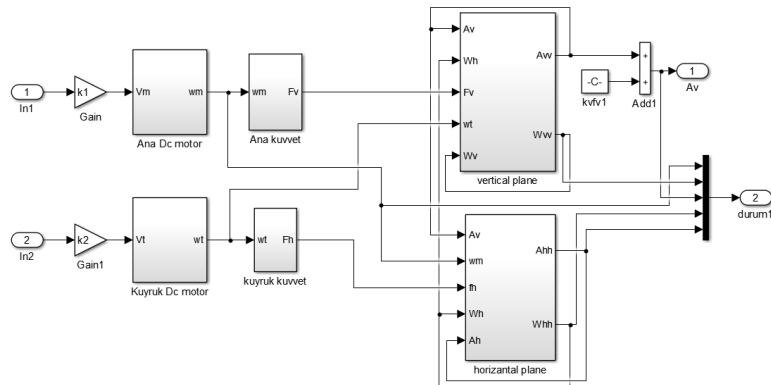 1
In1
k1
Gain
Vm
wm
Ana Dc motor
wm
Fv
Ana kuvvet
Av
Wh
Fv
wt
Wv
Avv
Wvv
vertical plane
-C-
kvfv1
+
+
Add1
1
Av
2
In2
k2
Gain1
Vt
wt
Kuyruk Dc motor
wt
Fh
kuyruk kuvvet
Av
wm
fh
Wh
Ah
Ahh
Whh
horizantal plane
2
durum1